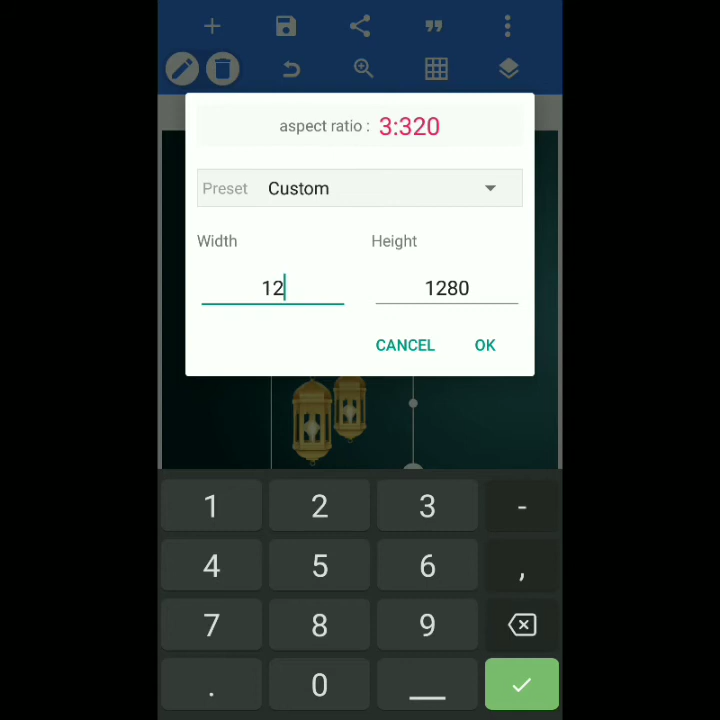 aspect ratio : 3:320
Preset Custom
Width Height
12 1280
CANCEL OK
1 2 3 -
4 5 6 ,
7 8 9
. 0 _